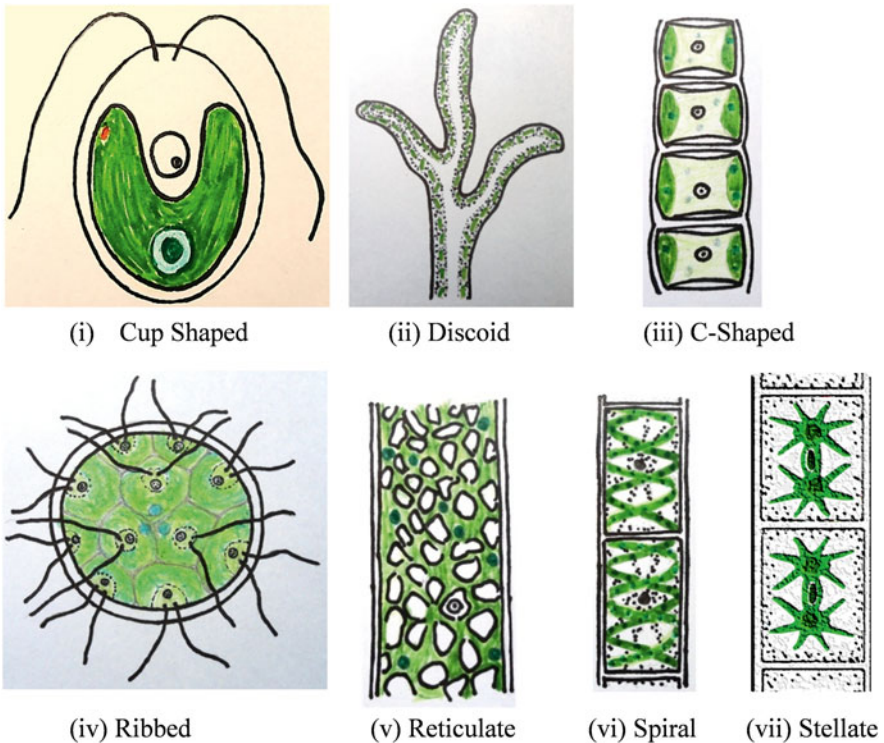 (i) Cup Shaped
(ii) Discoid
(iii) C-Shaped
(iv) Ribbed
(v) Reticulate
(vi) Spiral
(vii) Stellate